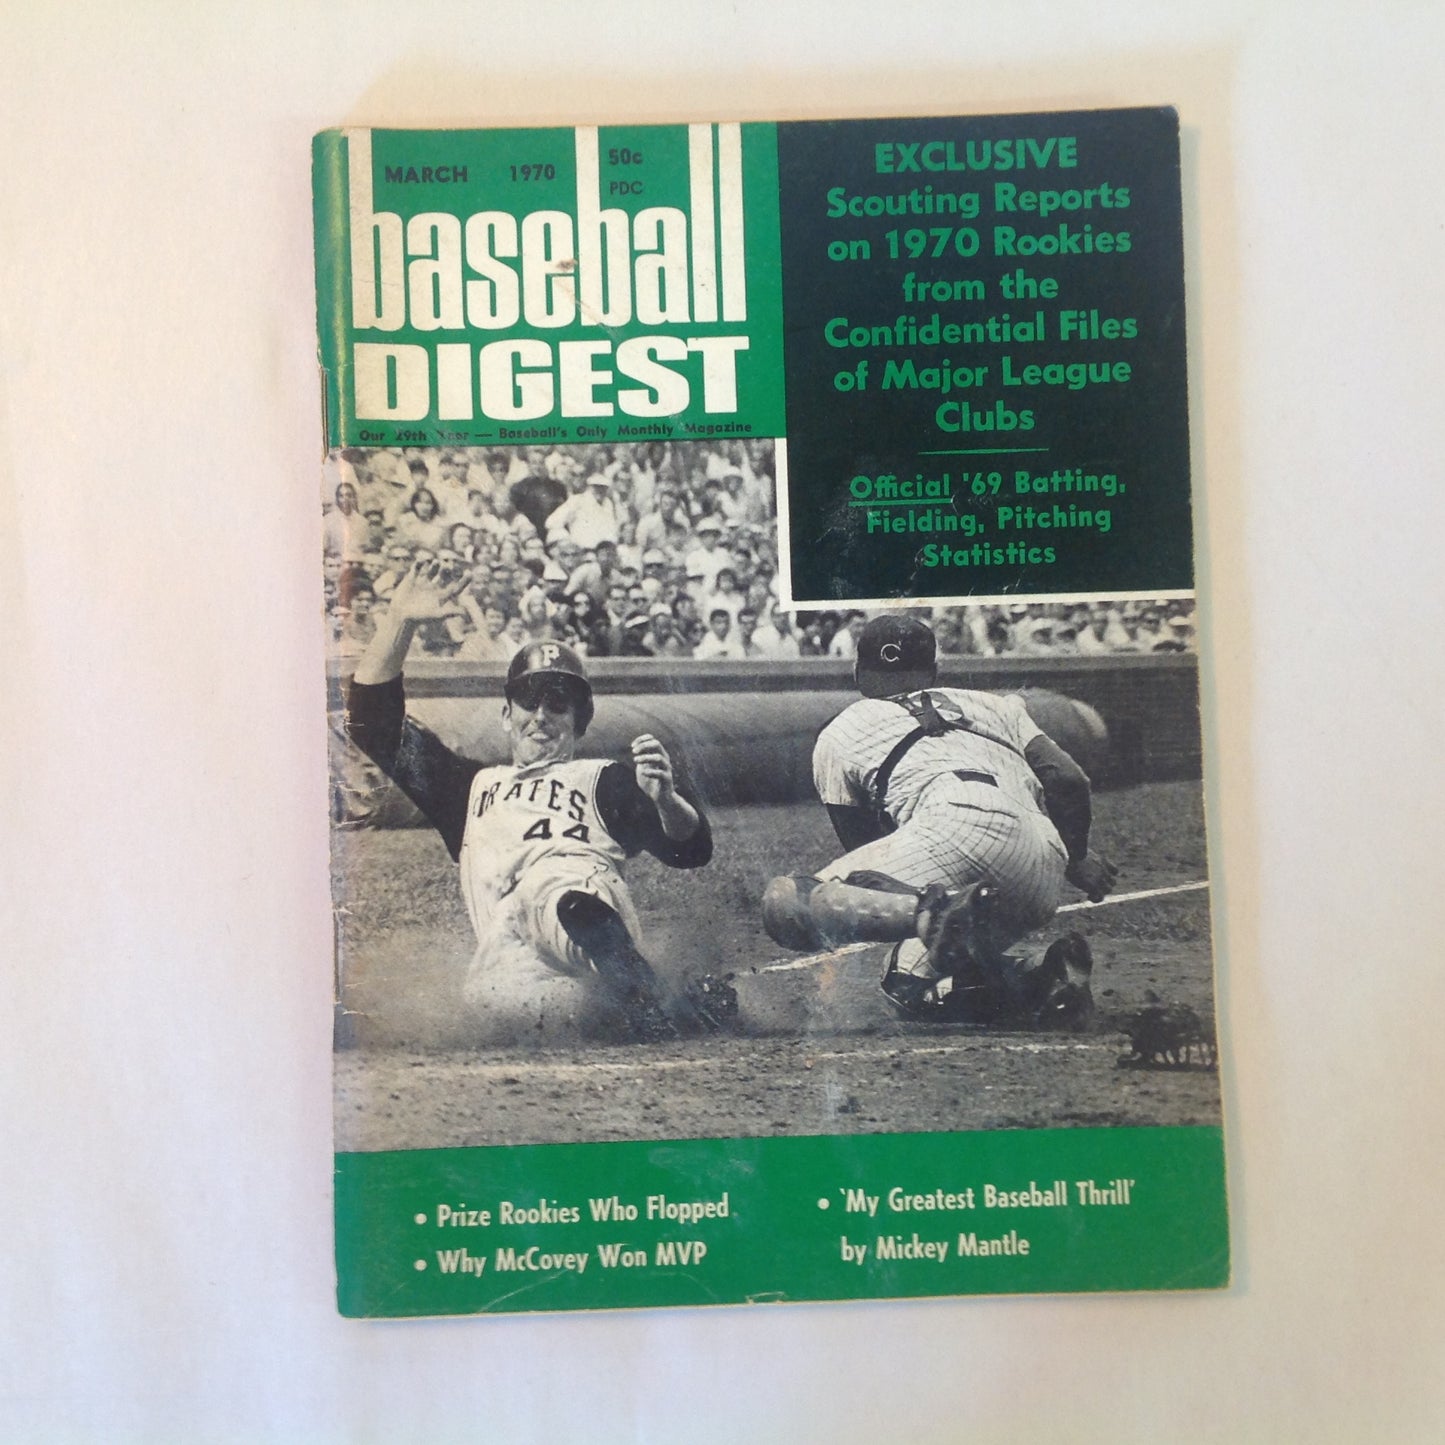 MARCH 1970 50c
PDC
baseball
DIGEST
Our 29th Year — Baseball's Only Monthly Magazine
EXCLUSIVE
Scouting Reports
on 1970 Rookies
from the
Confidential Files
of Major League
Clubs
Official '69 Batting,
Fielding, Pitching
Statistics
P
PIRATES
44
C
• Prize Rookies Who Flopped
• Why McCovey Won MVP
• 'My Greatest Baseball Thrill'
by Mickey Mantle